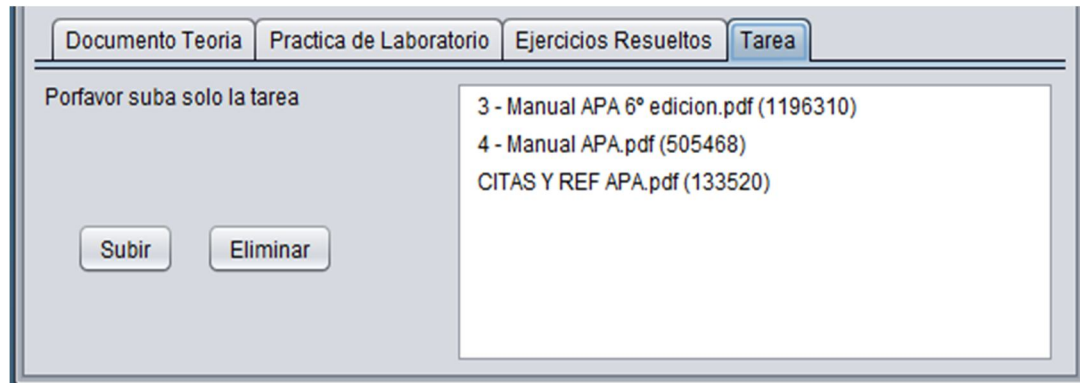 Documento Teoria Practica de Laboratorio Ejercicios Resueltos Tarea
Porfavor suba solo la tarea
3 - Manual APA 6º edicion.pdf (1196310)
4 - Manual APA.pdf (505468)
CITAS Y REF APA.pdf (133520)
Subir Eliminar